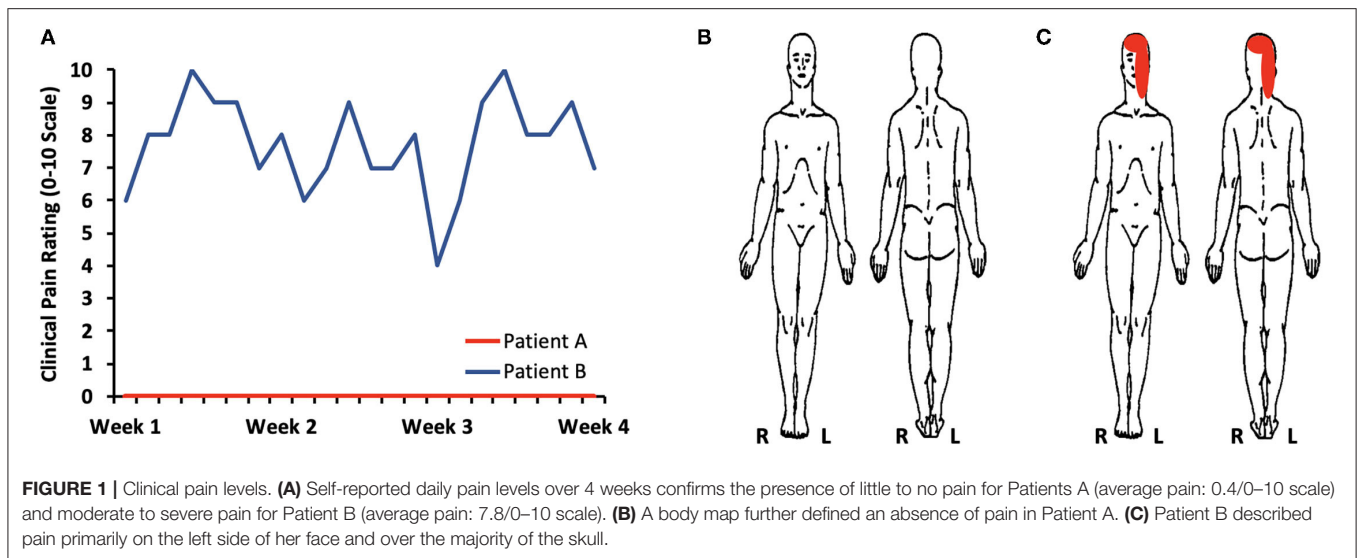 A
Clinical Pain Rating (0-10 Scale)
10
9
8
7
6
5
4
3
2
1
0
Patient A
Patient B
Week 1 Week 2 Week 3 Week 4
B
R L R L
C
R L R L
FIGURE 1 | Clinical pain levels. (A) Self-reported daily pain levels over 4 weeks confirms the presence of little to no pain for Patients A (average pain: 0.4/0–10 scale)
and moderate to severe pain for Patient B (average pain: 7.8/0–10 scale). (B) A body map further defined an absence of pain in Patient A. (C) Patient B described
pain primarily on the left side of her face and over the majority of the skull.